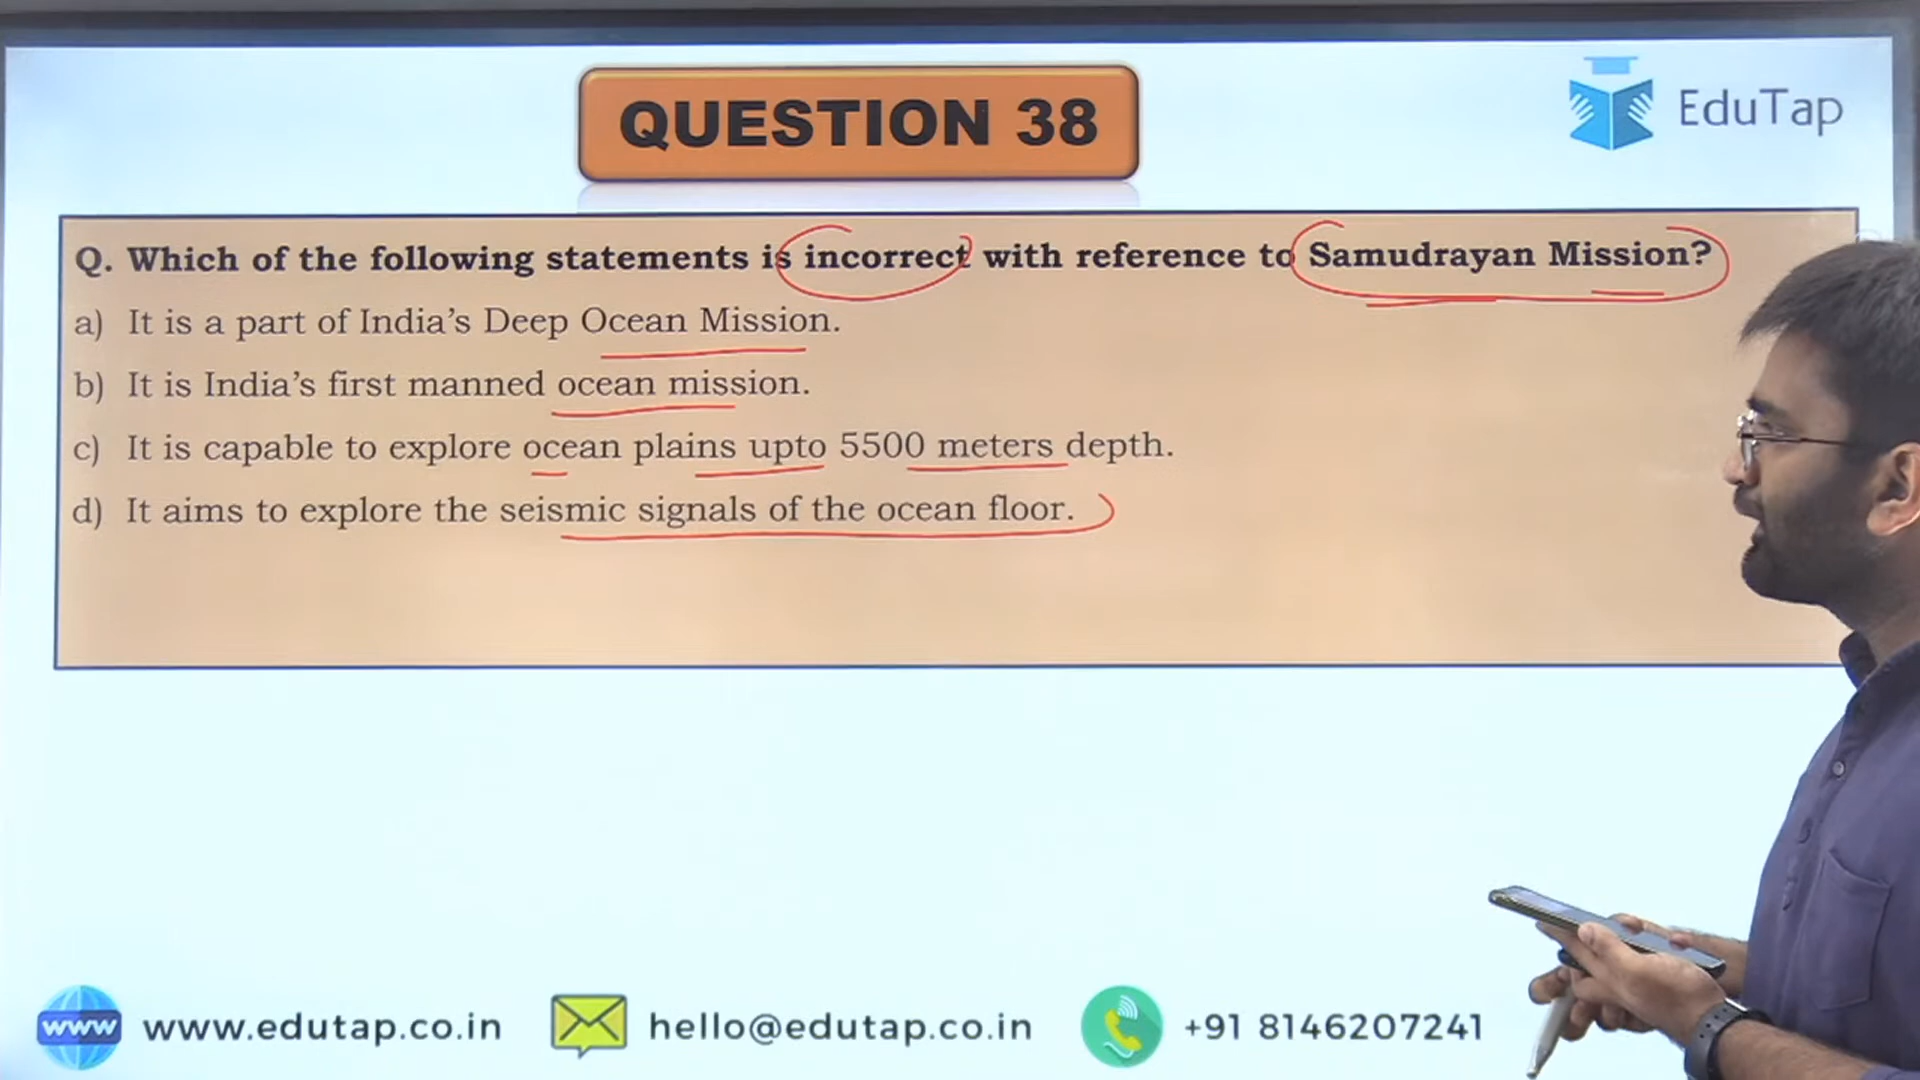 QUESTION 38
EduTap
Q. Which of the following statements is incorrect with reference to Samudrayan Mission?
a) It is a part of India's Deep Ocean Mission.
b) It is India's first manned ocean mission.
c) It is capable to explore ocean plains upto 5500 meters depth.
d) It aims to explore the seismic signals of the ocean floor.
www www.edutap.co.in hello@edutap.co.in +91 8146207241